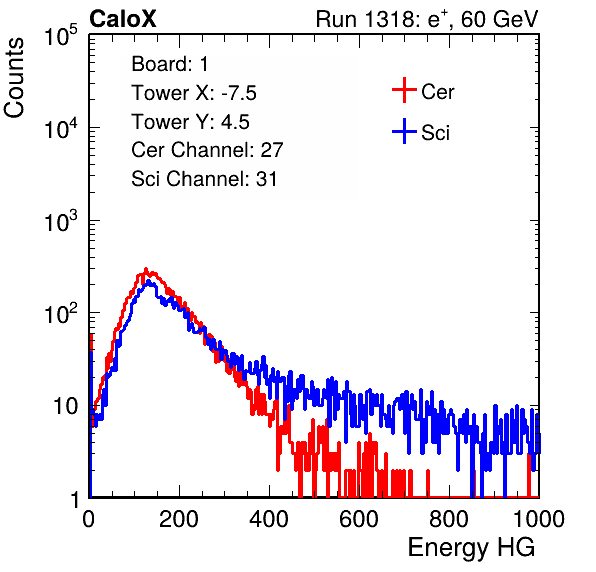 CaloX Run 1318: e⁺, 60 GeV
Counts
10⁵
10⁴
10³
10²
10
1
Board: 1
Tower X: -7.5
Tower Y: 4.5
Cer Channel: 27
Sci Channel: 31
Cer
Sci
0 200 400 600 800 1000
Energy HG